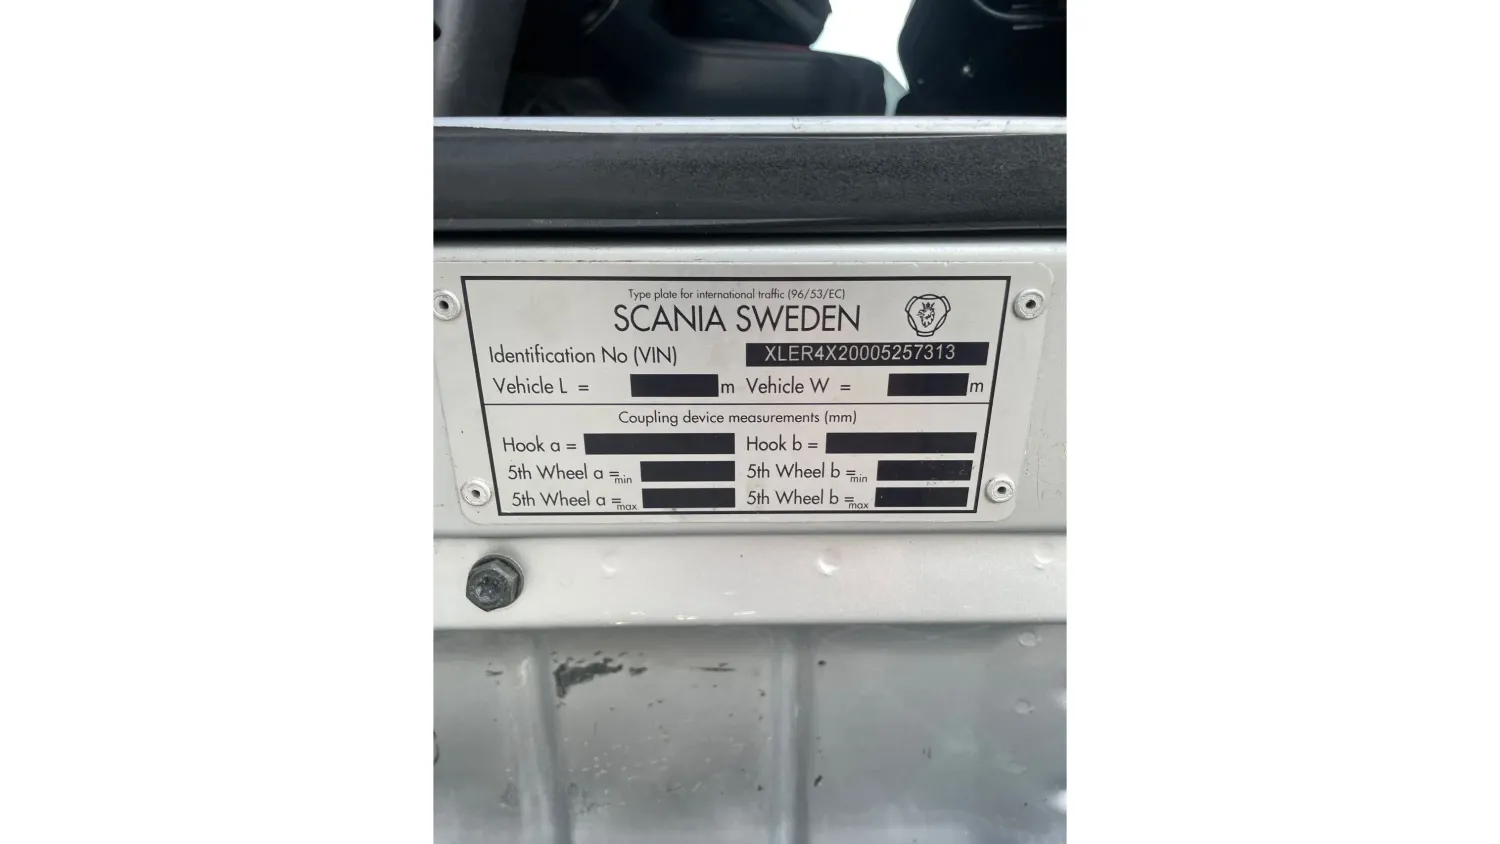 Type plate for international traffic (96/53/EC)
SCANIA SWEDEN
Identification No (VIN) XLER4X20005257313
Vehicle L = m Vehicle W = m
Coupling device measurements (mm)
Hook a = Hook b =
5th Wheel a =min 5th Wheel b =min
5th Wheel a =max 5th Wheel b =max